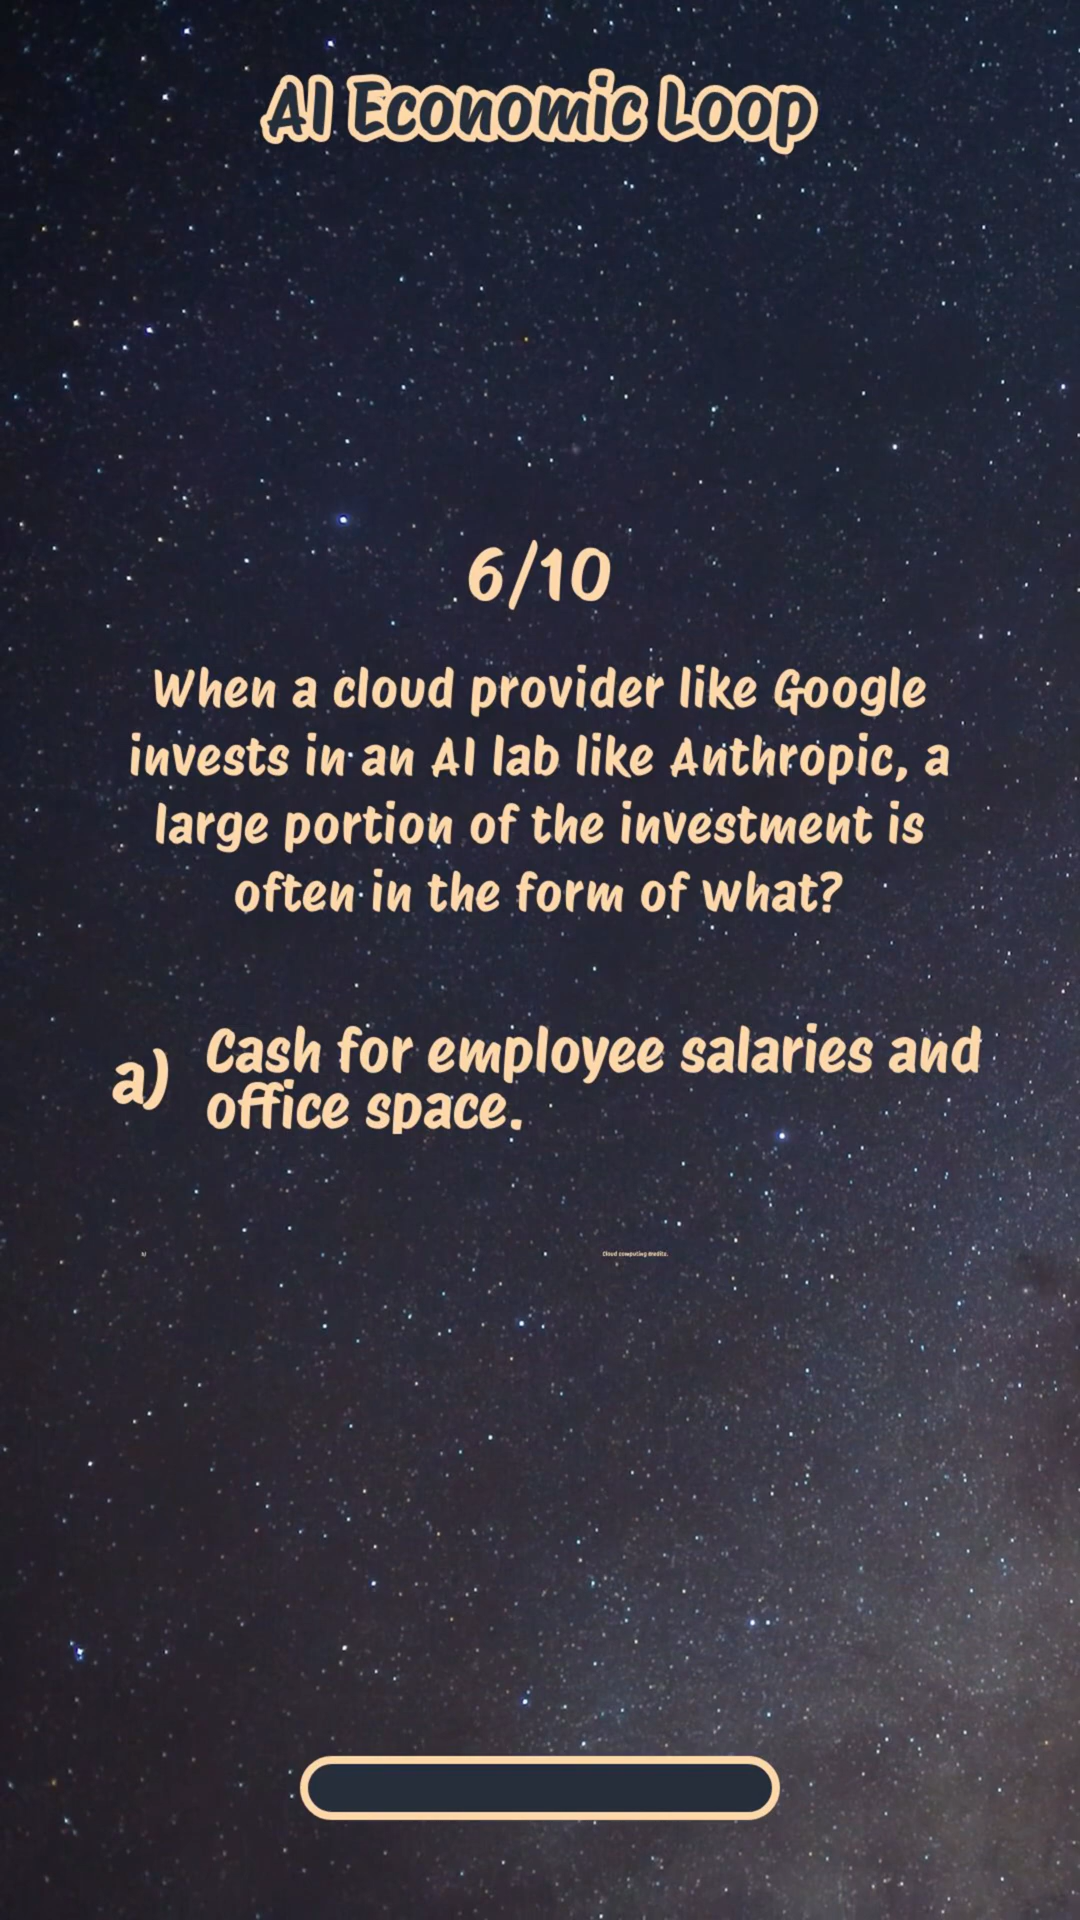 AI Economic Loop
6/10
When a cloud provider like Google
invests in an AI lab like Anthropic, a
large portion of the investment is
often in the form of what?
a) Cash for employee salaries and
office space.
Cloud computing credits.